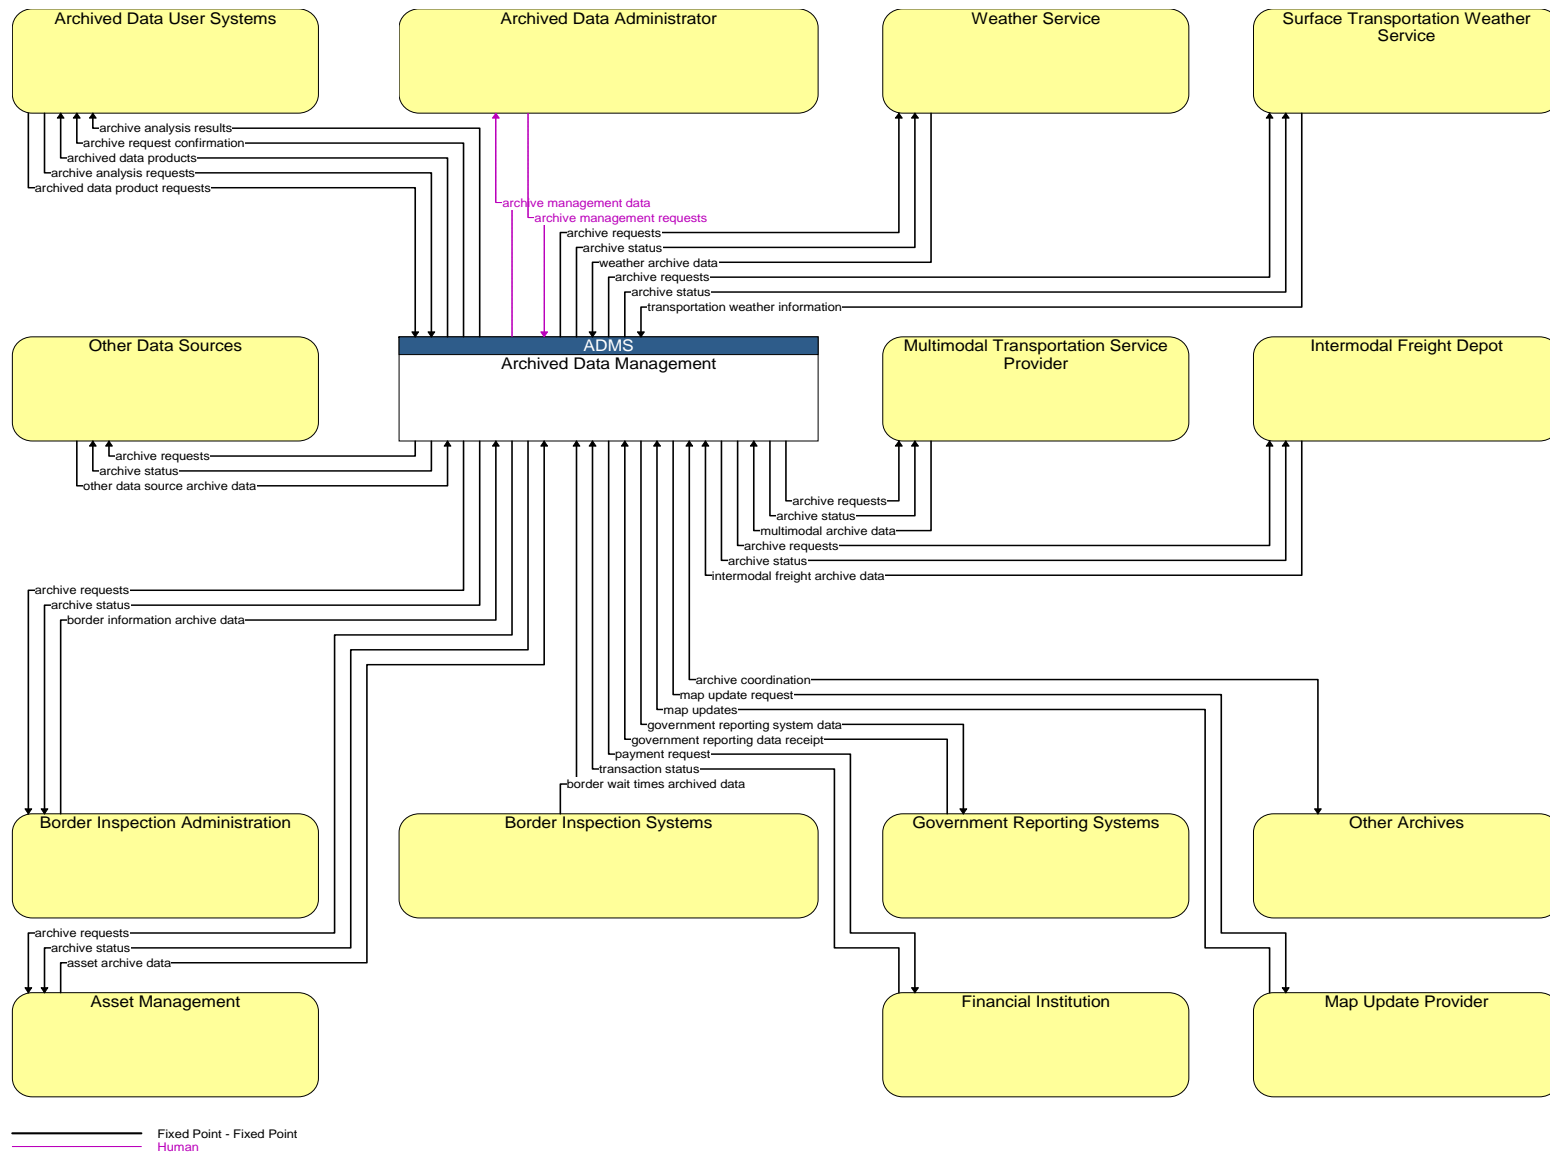 Archived Data User Systems
Archived Data Administrator
Weather Service
Surface Transportation Weather
Service
archive analysis results
archive request confirmation
archived data products
archive analysis requests
archived data product requests
archive management data
archive management requests
archive requests
archive status
weather archive data
archive requests
archive status
transportation weather information
Other Data Sources
ADMS
Archived Data Management
Multimodal Transportation Service
Provider
Intermodal Freight Depot
archive requests
archive status
other data source archive data
archive requests
archive status
multimodal archive data
archive requests
archive status
intermodal freight archive data
archive requests
archive status
border information archive data
archive coordination
map update request
map updates
government reporting system data
government reporting data receipt
payment request
transaction status
border wait times archived data
Border Inspection Administration
Border Inspection Systems
Government Reporting Systems
Other Archives
archive requests
archive status
asset archive data
Asset Management
Financial Institution
Map Update Provider
Fixed Point - Fixed Point
Human